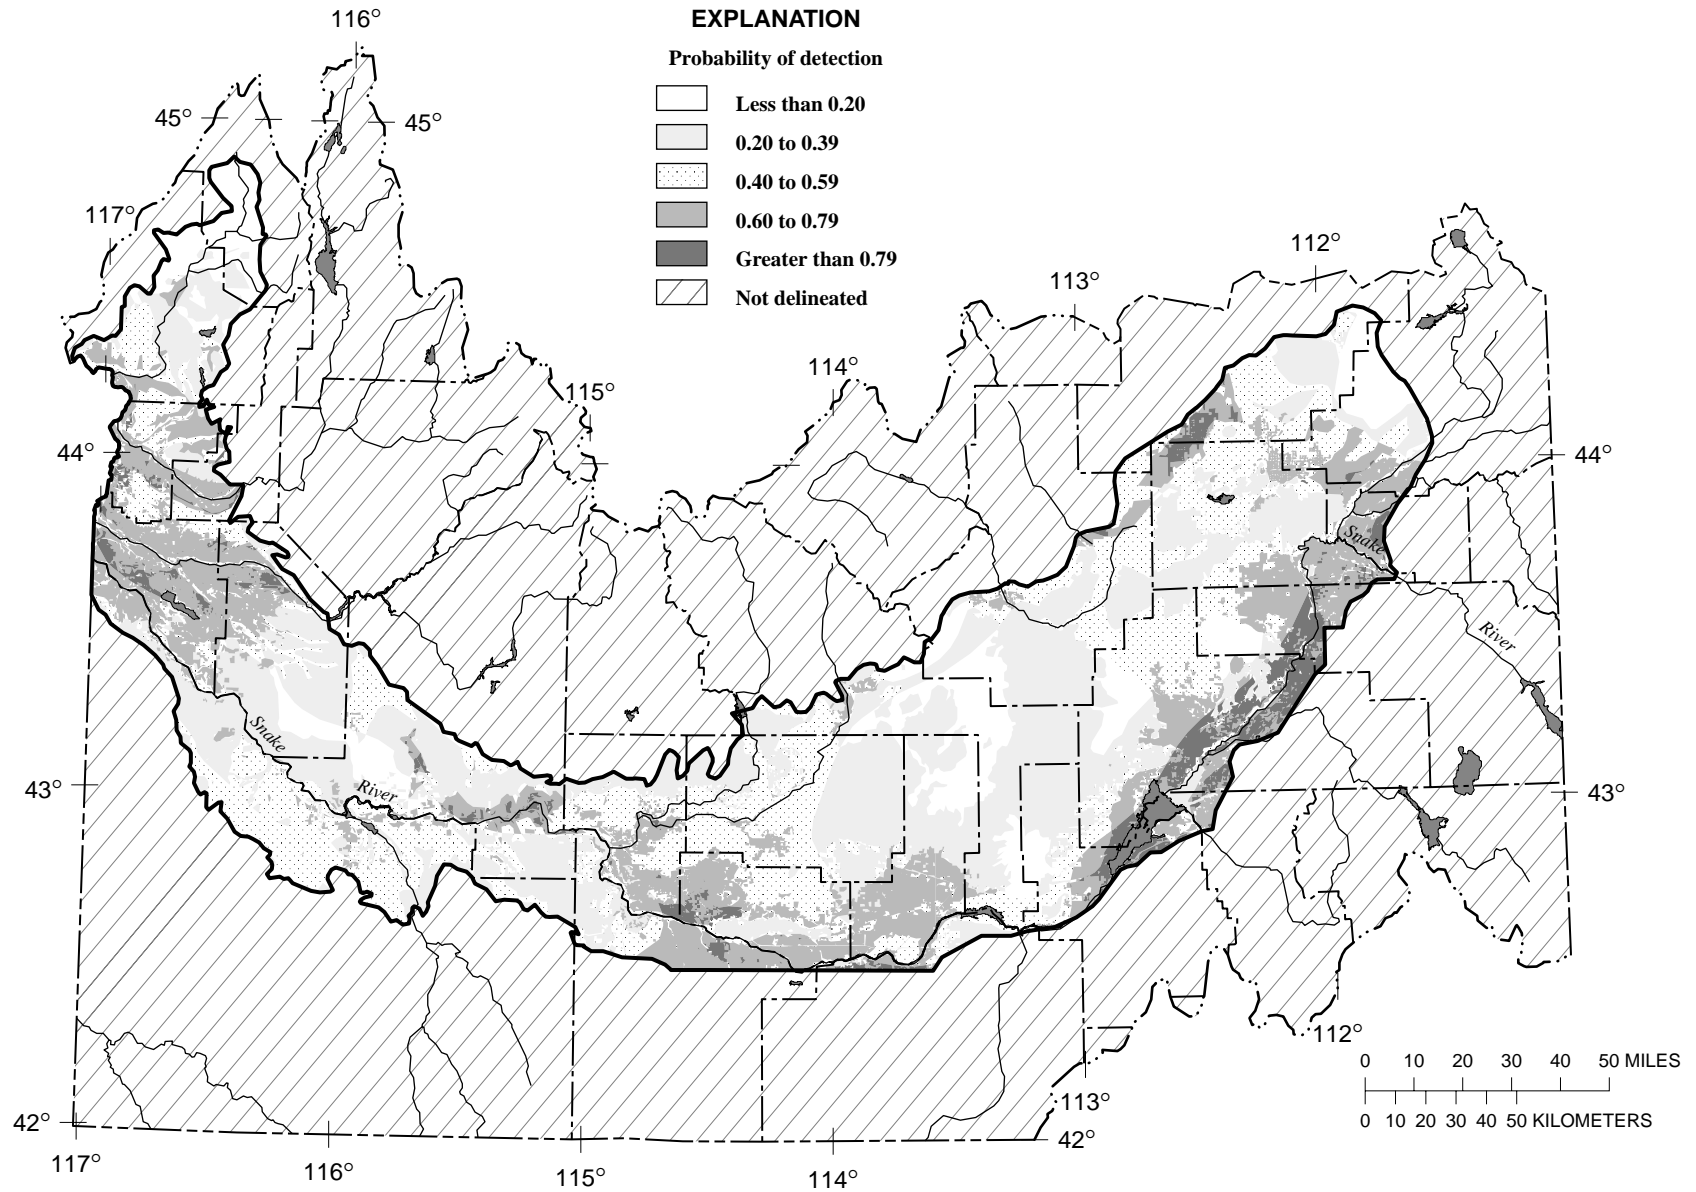 EXPLANATION
Probability of detection
Less than 0.20
0.20 to 0.39
0.40 to 0.59
0.60 to 0.79
Greater than 0.79
Not delineated
116°
45°
45°
117°
112°
113°
114°
115°
44°
44°
Snake
River
Snake
River
43°
43°
112°
113°
42°
42°
117°
116°
115°
114°
0 10 20 30 40 50 MILES
0 10 20 30 40 50 KILOMETERS